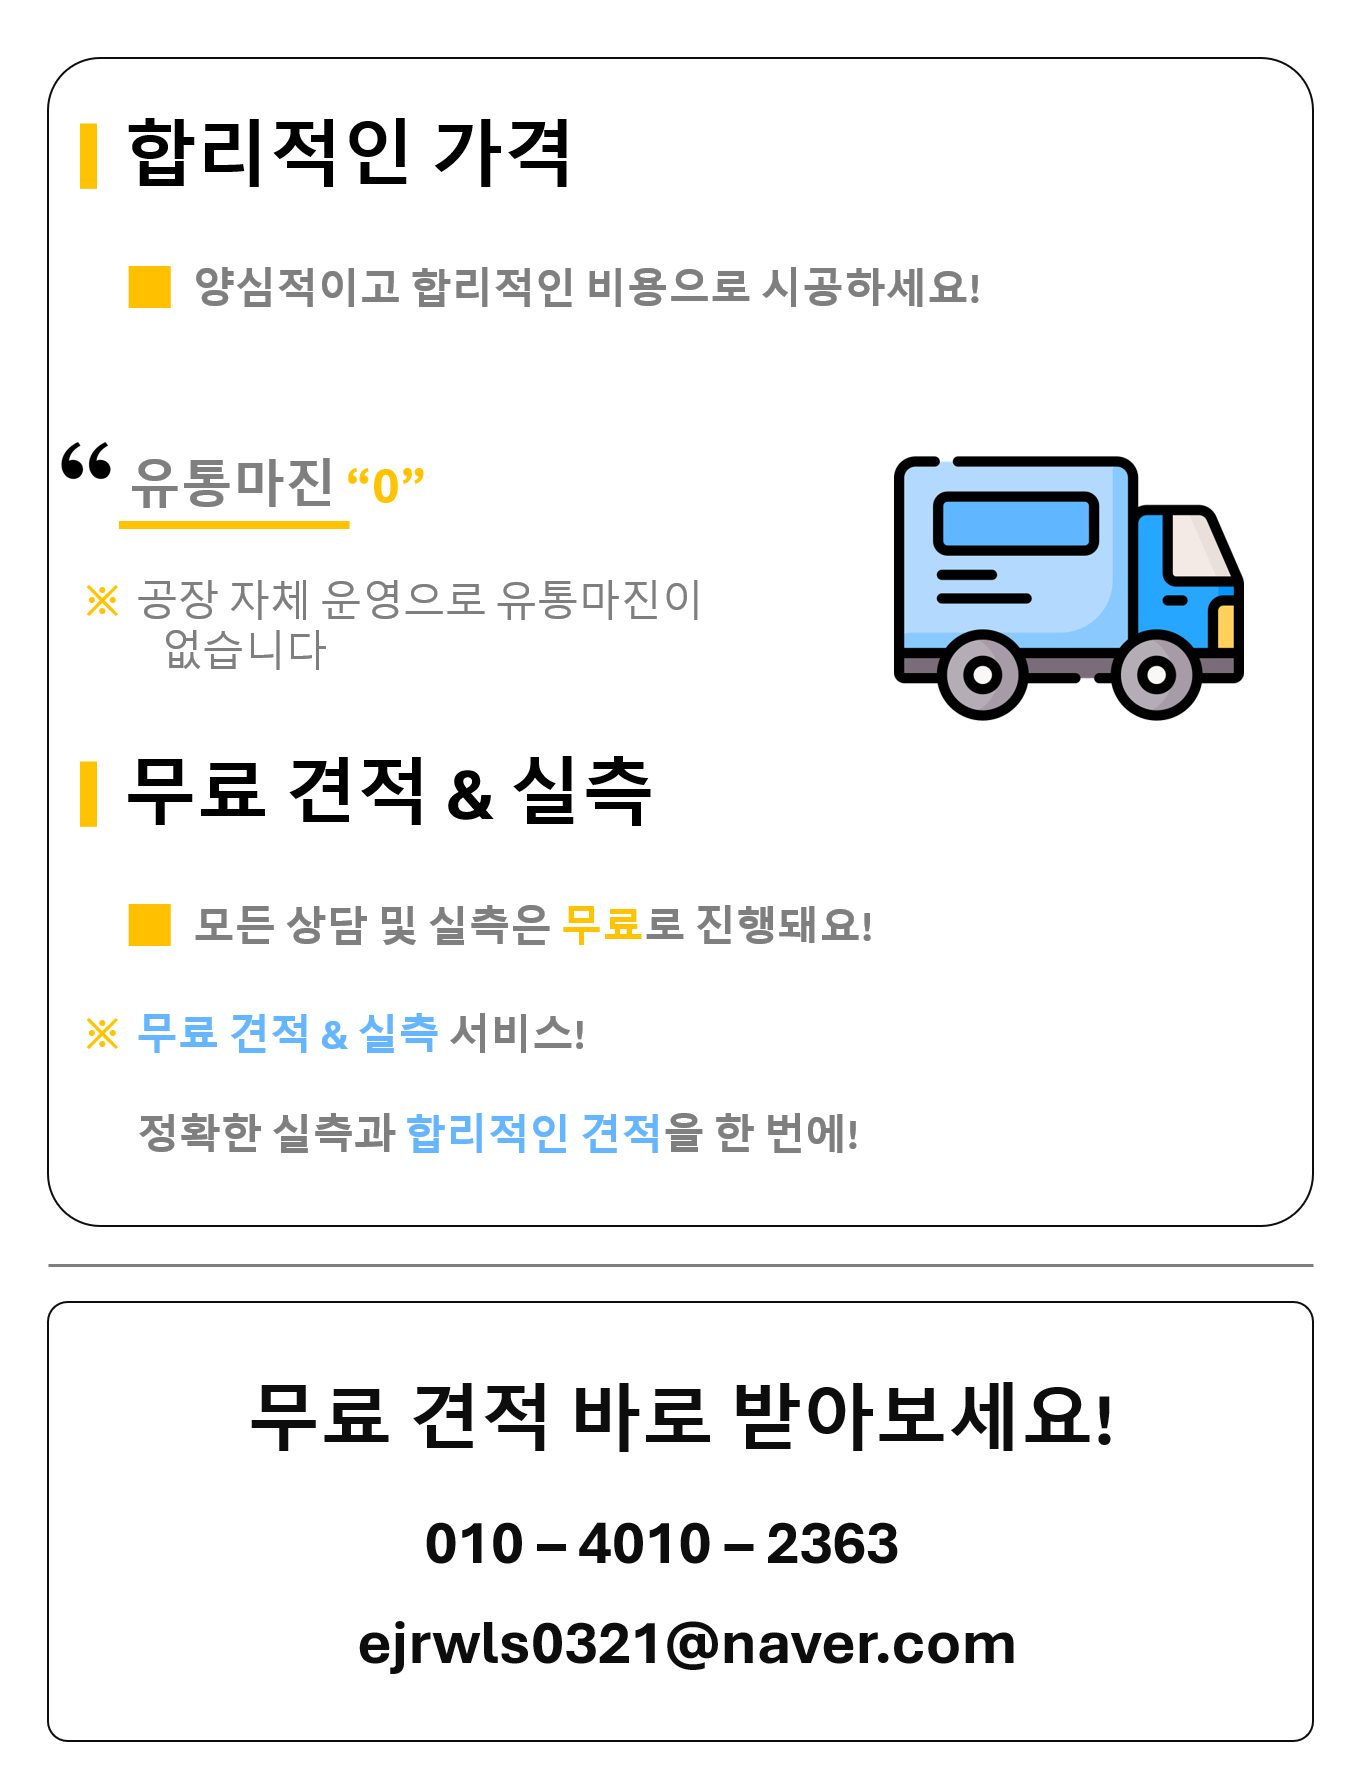 합리적인 가격
양심적이고 합리적인 비용으로 시공하세요!
“ 유통마진 “0”
※ 공장 자체 운영으로 유통마진이
없습니다
무료 견적 & 실측
모든 상담 및 실측은 무료로 진행돼요!
※ 무료 견적 & 실측 서비스!
정확한 실측과 합리적인 견적을 한 번에!
무료 견적 바로 받아보세요!
010 – 4010 – 2363
ejrwls0321@naver.com